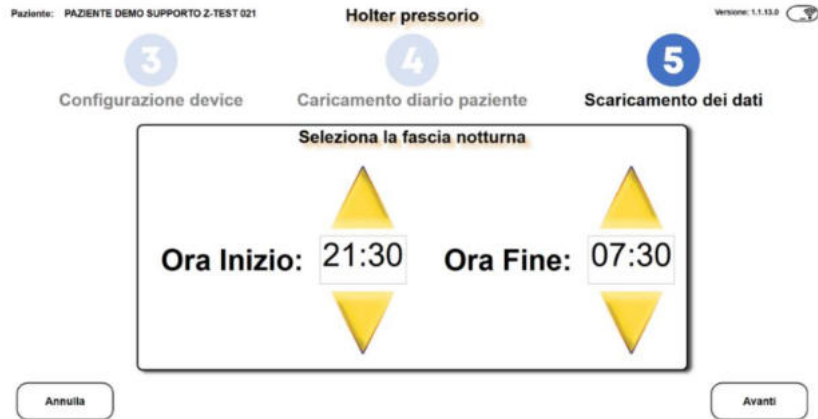 Paziente: PAZIENTE DEMO SUPPORTO Z-TEST 021 Holter pressorio Versione: 1.1.13.0
3 4 5
Configurazione device Caricamento diario paziente Scaricamento dei dati
Seleziona la fascia notturna
Ora Inizio: 21:30 Ora Fine: 07:30
Annulla Avanti